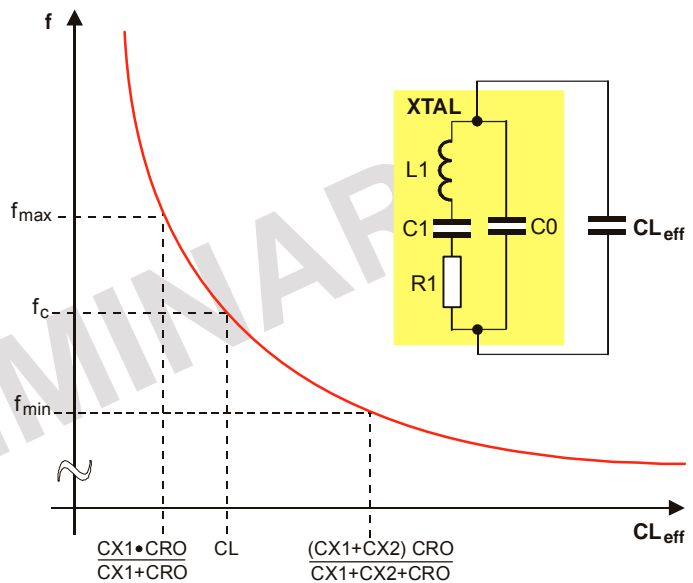 f
XTAL
L1
C1
C0
CLeff
R1
fmax
fc
fmin
MINAR
CX1•CRO
CX1+CRO
CL
(CX1+CX2) CRO
CX1+CX2+CRO
CLeff